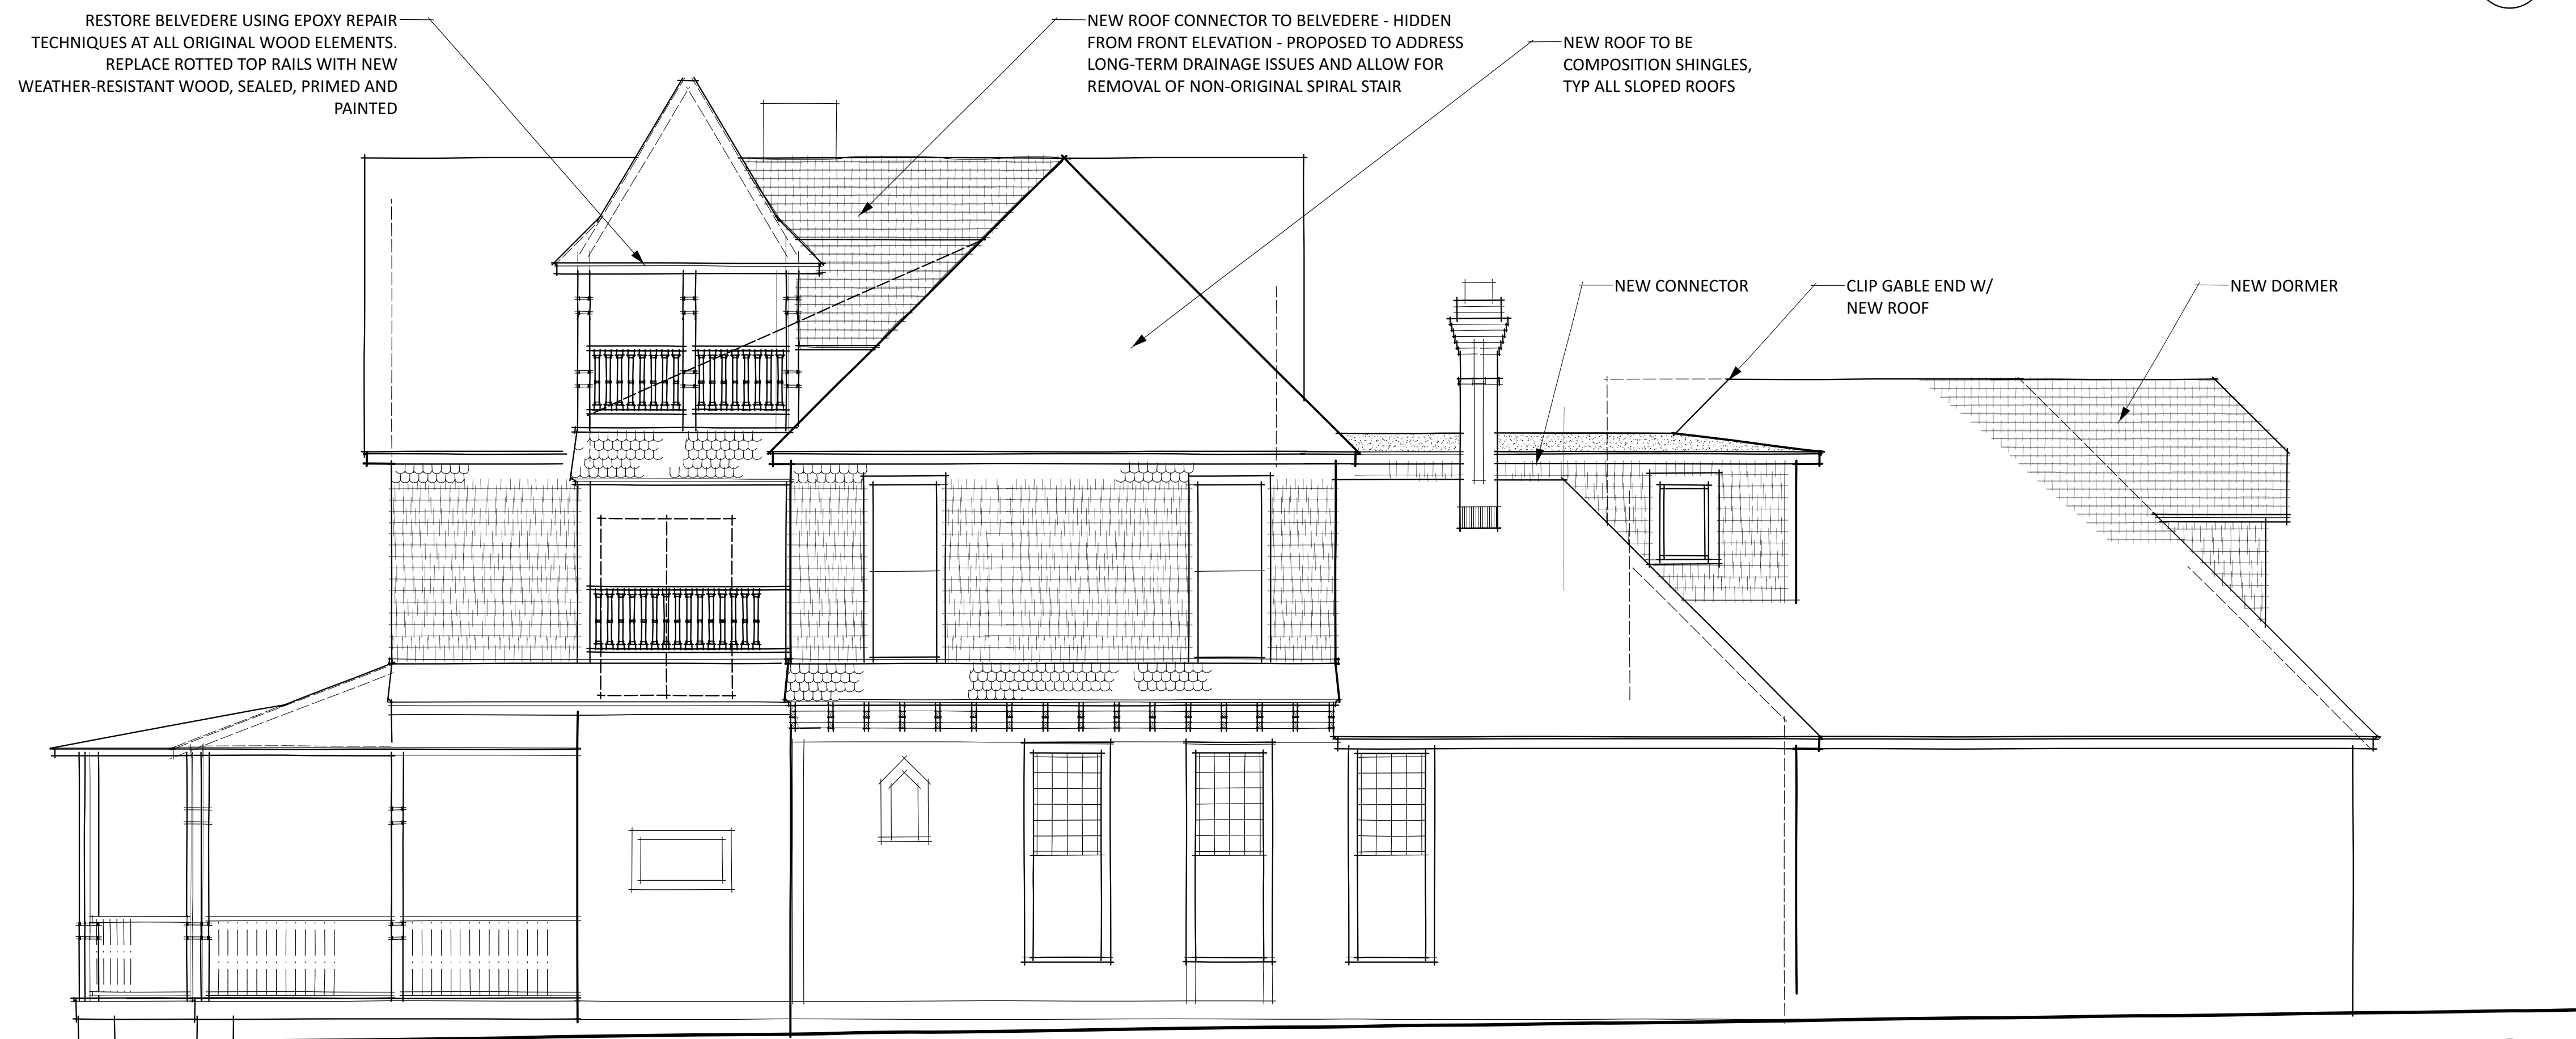 RESTORE BELVEDERE USING EPOXY REPAIR
TECHNIQUES AT ALL ORIGINAL WOOD ELEMENTS.
REPLACE ROTTED TOP RAILS WITH NEW
WEATHER-RESISTANT WOOD, SEALED, PRIMED AND
PAINTED
NEW ROOF CONNECTOR TO BELVEDERE - HIDDEN
FROM FRONT ELEVATION - PROPOSED TO ADDRESS
LONG-TERM DRAINAGE ISSUES AND ALLOW FOR
REMOVAL OF NON-ORIGINAL SPIRAL STAIR
NEW ROOF TO BE
COMPOSITION SHINGLES,
TYP ALL SLOPED ROOFS
NEW CONNECTOR
CLIP GABLE END W/
NEW ROOF
NEW DORMER